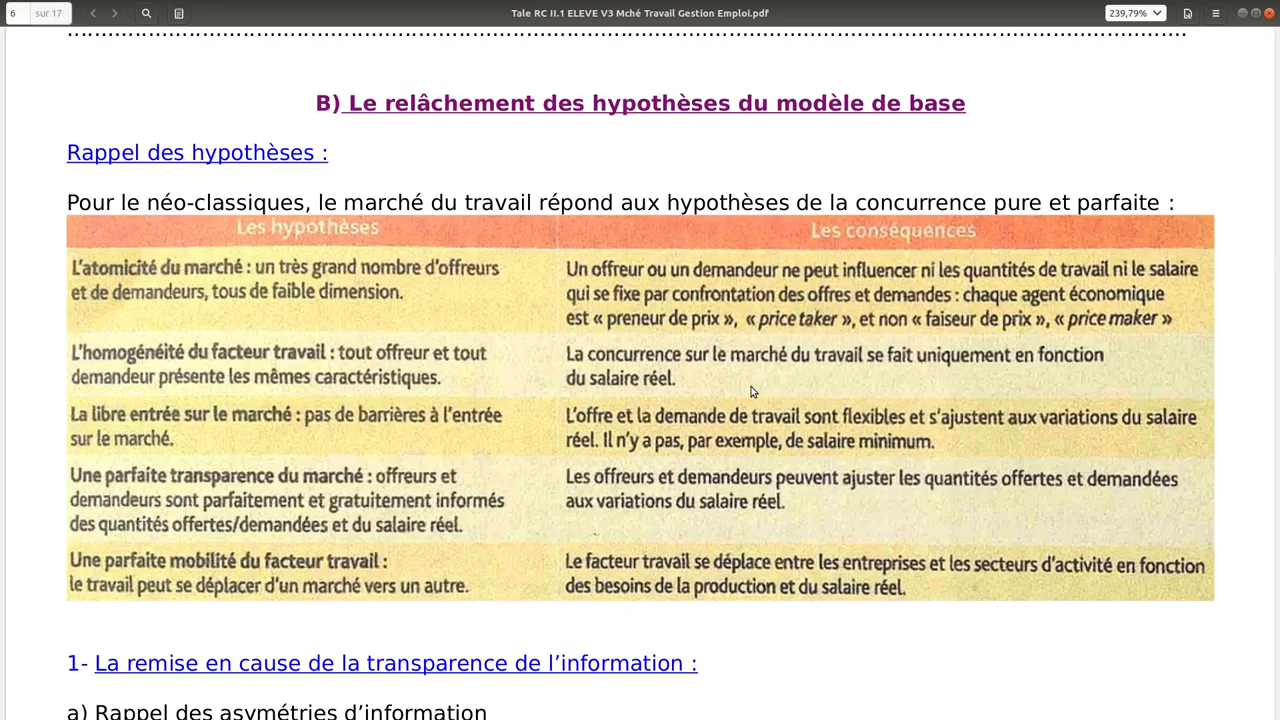 6 sur 17
Tale RC II.1 ELEVE V3 Mché Travail Gestion Emploi.pdf
239,79%
B) Le relâchement des hypothèses du modèle de base
Rappel des hypothèses :
Pour le néo-classiques, le marché du travail répond aux hypothèses de la concurrence pure et parfaite :
Les hypothèses
Les conséquences
L'atomicité du marché : un très grand nombre d'offreurs
et de demandeurs, tous de faible dimension.
Un offreur ou un demandeur ne peut influencer ni les quantités de travail ni le salaire
qui se fixe par confrontation des offres et demandes : chaque agent économique
est « preneur de prix », « price taker », et non « faiseur de prix », « price maker »
L'homogénéité du facteur travail : tout offreur et tout
demandeur présente les mêmes caractéristiques.
La concurrence sur le marché du travail se fait uniquement en fonction
du salaire réel.
La libre entrée sur le marché : pas de barrières à l'entrée
sur le marché.
L'offre et la demande de travail sont flexibles et s'ajustent aux variations du salaire
réel. Il n'y a pas, par exemple, de salaire minimum.
Une parfaite transparence du marché : offreurs et
demandeurs sont parfaitement et gratuitement informés
des quantités offertes/demandées et du salaire réel.
Les offreurs et demandeurs peuvent ajuster les quantités offertes et demandées
aux variations du salaire réel.
Une parfaite mobilité du facteur travail :
le travail peut se déplacer d'un marché vers un autre.
Le facteur travail se déplace entre les entreprises et les secteurs d'activité en fonction
des besoins de la production et du salaire réel.
1- La remise en cause de la transparence de l'information :
a) Rappel des asymétries d'information